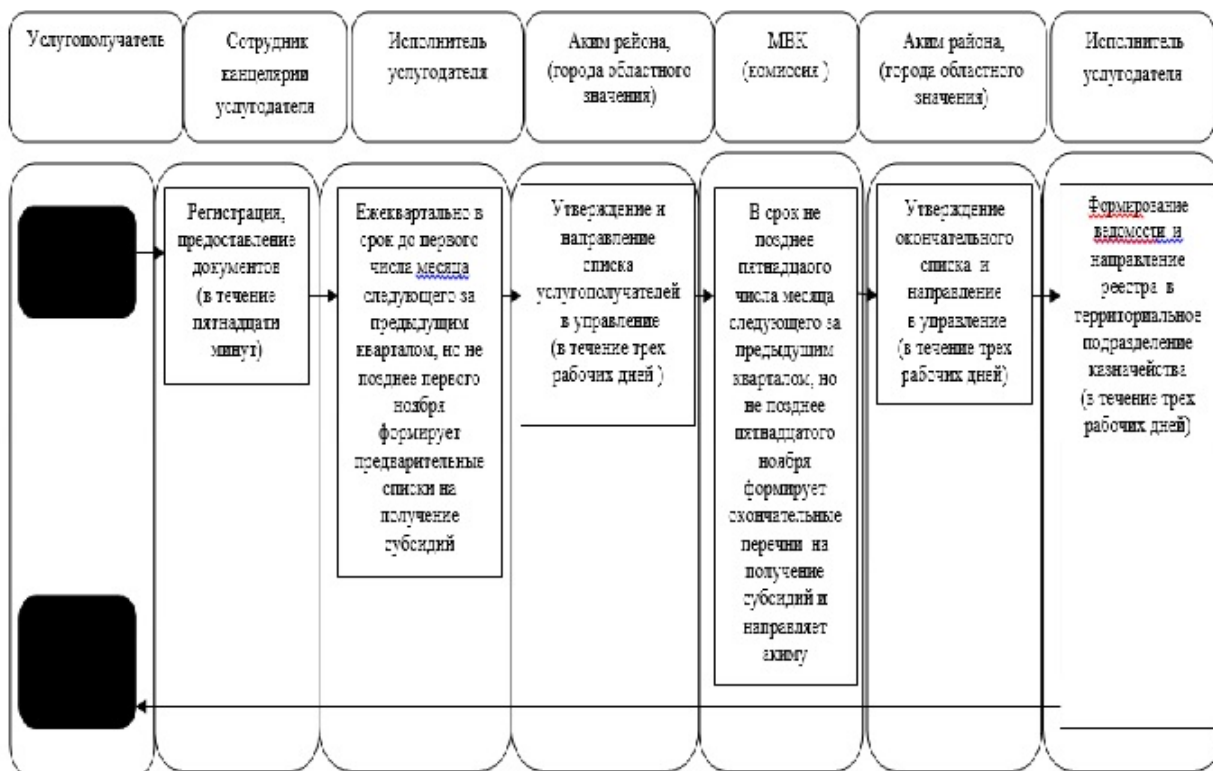 Услугополучатель
Сотрудник
канцелярии
услугодателя
Исполнитель
услугодателя
Аким района,
(города областного
значения)
МВК
(комиссия )
Аким района,
(города областного
значения)
Исполнитель
услугодателя
Регистрация,
предоставление
документов
(в течение
пятнадцати
минут)
Ежеквартально в
срок до первого
числа месяца
следующего за
предыдущим
кварталом, но не
позднее первого
ноября
формирует
предварительные
списки на
получение
субсидий
Утверждение и
направление
списка
услугополучателей
в управление
(в течение трех
рабочих дней )
В срок не
позднее
пятнадцаого
числа месяца
следующего за
предыдущим
кварталом, но
не позднее
пятнадцатого
ноября
формирует
окончательные
перечни на
получение
субсидий и
направляет
акиму
Утверждение
окончательного
списка и
направление
в управление
(в течение трех
рабочих дней)
Формирование
ведомости и
направление
реестра в
территориальное
подразделение
казначейства
(в течение трех
рабочих дней)